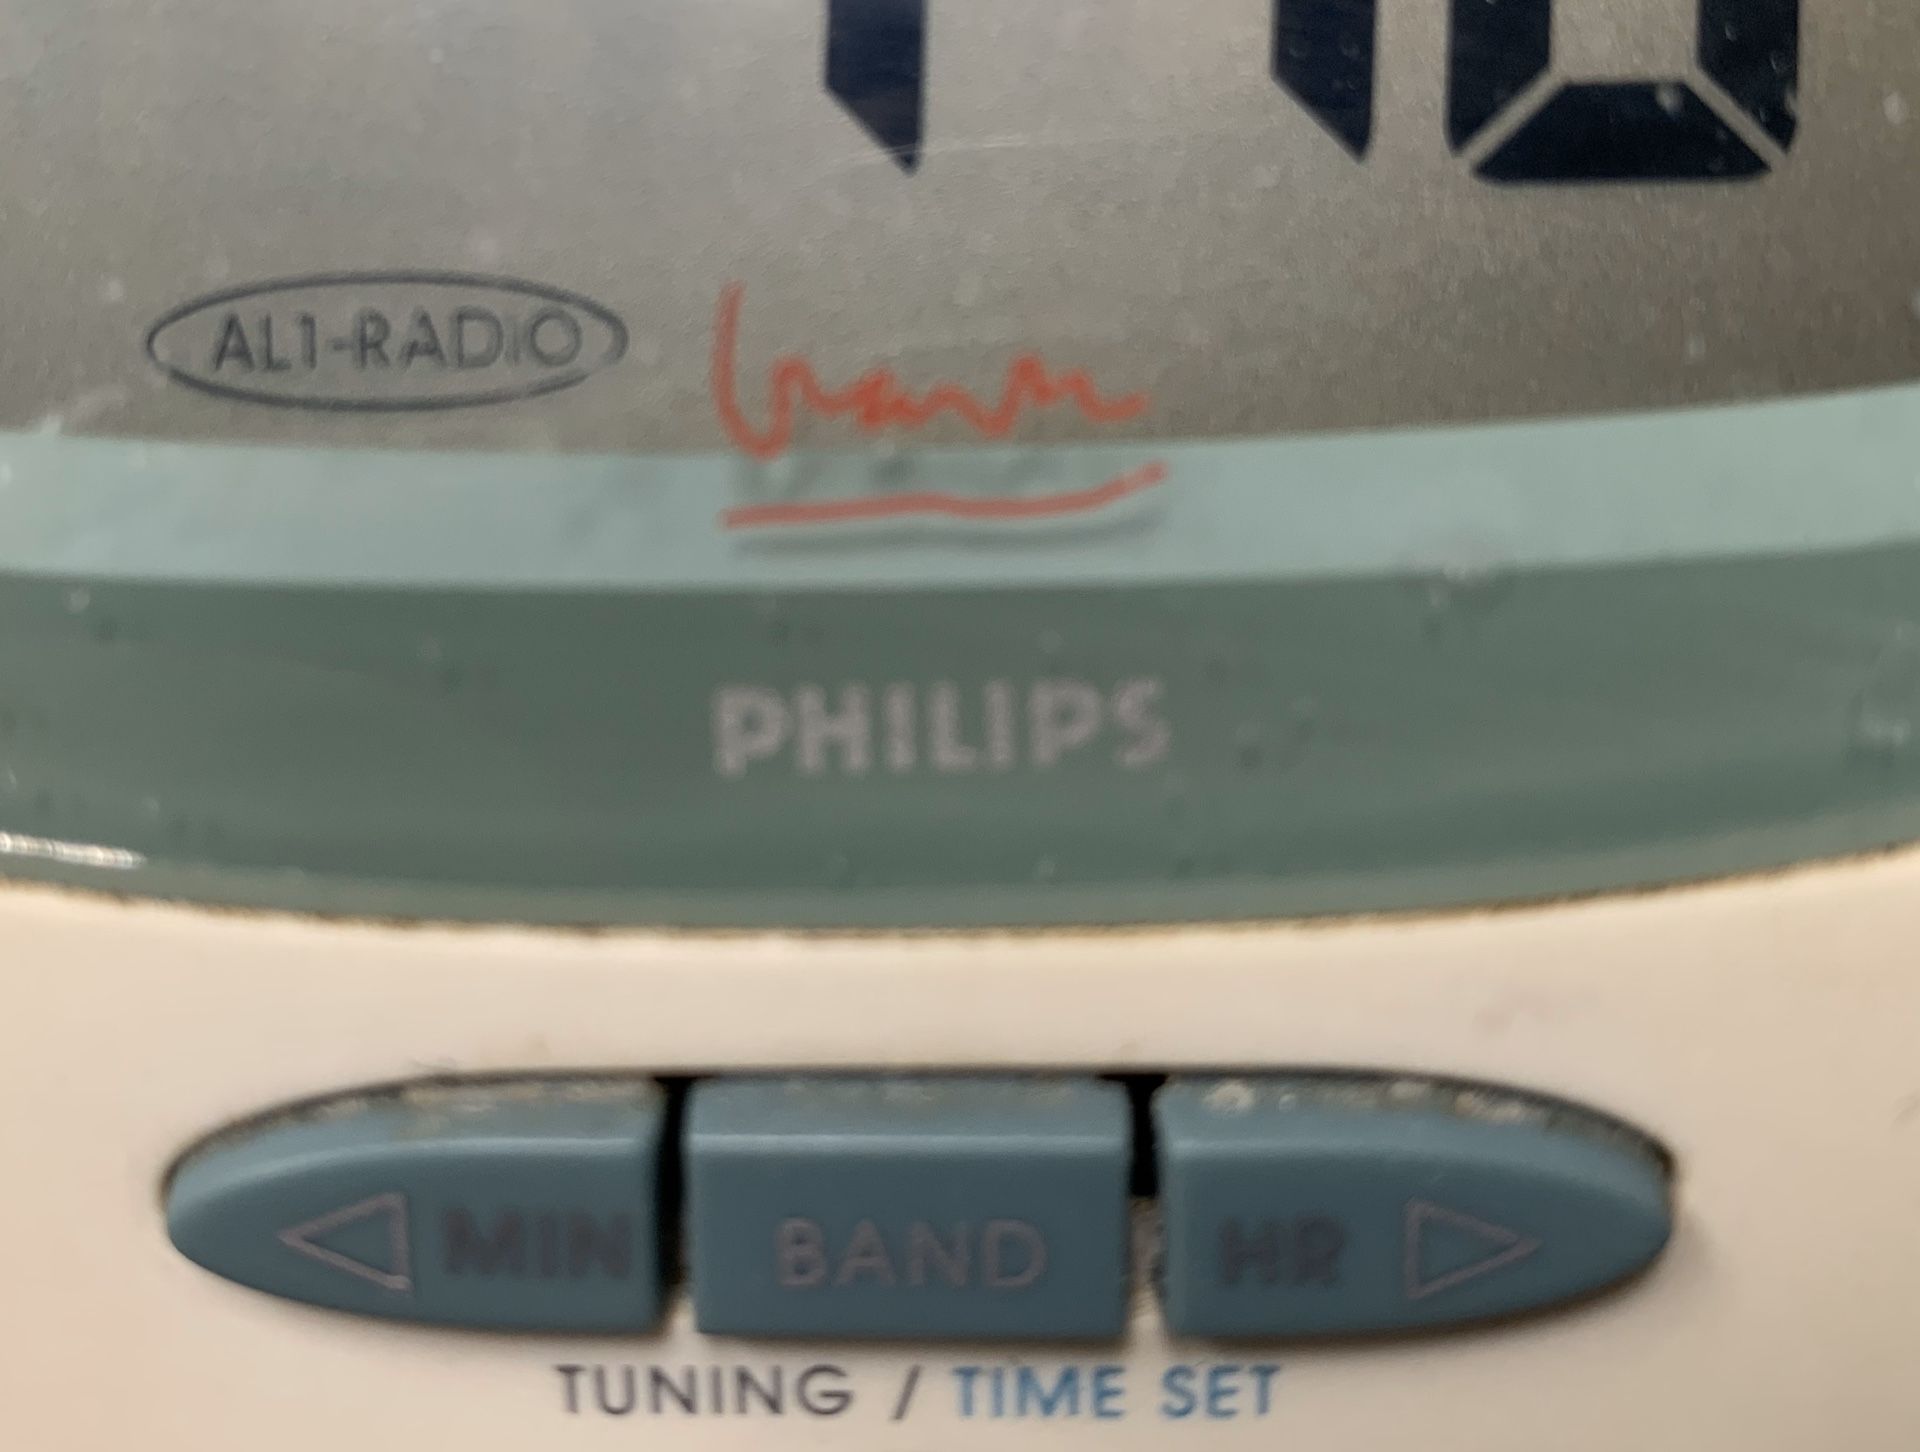 AL1-RADIO
PHILIPS
MIN BAND HR
TUNING / TIME SET